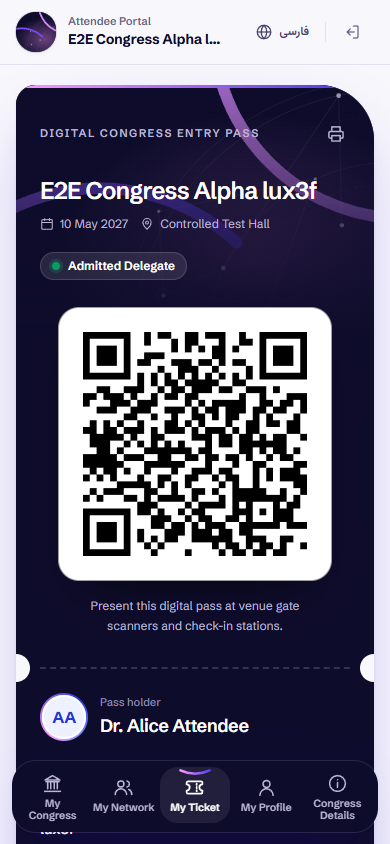 Attendee Portal
E2E Congress Alpha l...
فارسی
DIGITAL CONGRESS ENTRY PASS
E2E Congress Alpha lux3f
10 May 2027 Controlled Test Hall
Admitted Delegate
Present this digital pass at venue gate
scanners and check-in stations.
AA
Pass holder
Dr. Alice Attendee
My Congress
My Network
My Ticket
My Profile
Congress Details